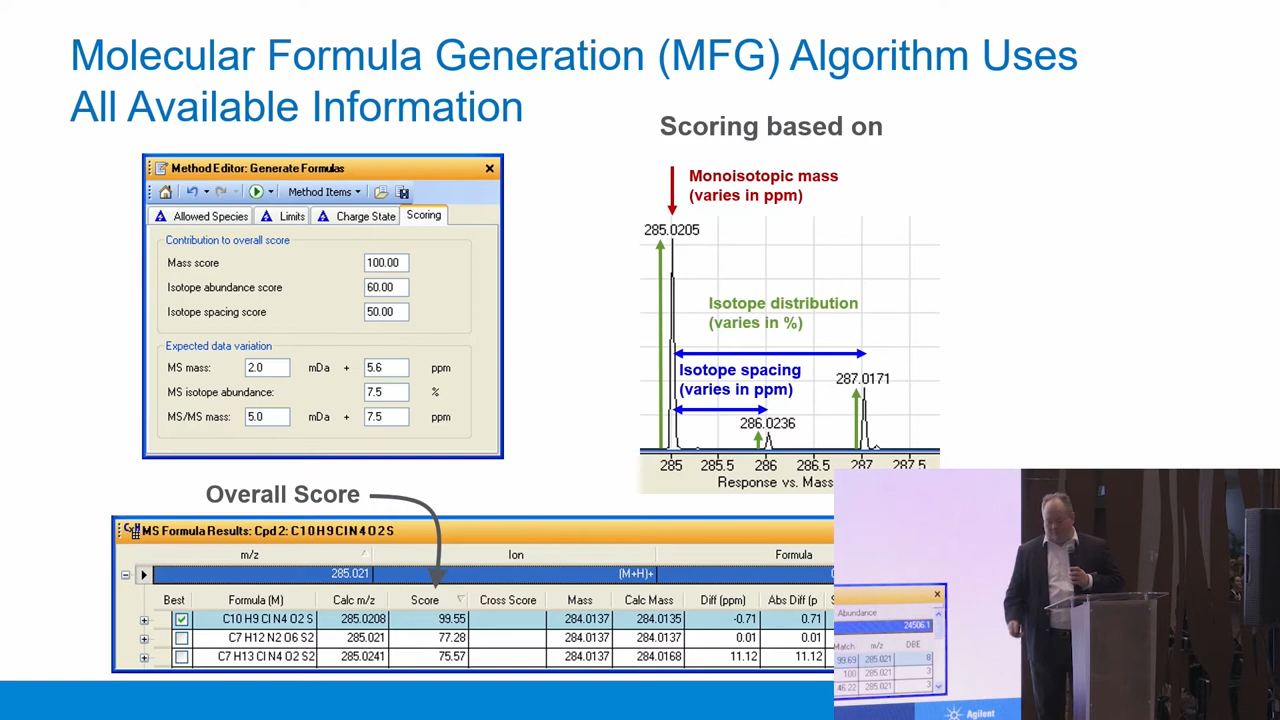 Molecular Formula Generation (MFG) Algorithm Uses
All Available Information
Scoring based on
Method Editor: Generate Formulas
Method Items
Allowed Species Limits Charge State Scoring
Contribution to overall score
Mass score 100.00
Isotope abundance score 60.00
Isotope spacing score 50.00
Expected data variation
MS mass: 2.0 mDa + 5.6 ppm
MS isotope abundance: 7.5 %
MS/MS mass: 5.0 mDa + 7.5 ppm
Monoisotopic mass
(varies in ppm)
285.0205
Isotope distribution
(varies in %)
Isotope spacing
(varies in ppm)
287.0171
286.0236
285 285.5 286 286.5 287 287.5
Response vs. Mass
Overall Score
MS Formula Results: Cpd 2: C10 H9 Cl N4 O2 S
m/z Ion Formula
285.021 (M+H)+
Best Formula (M) Calc m/z Score Cross Score Mass Calc Mass Diff (ppm) Abs Diff (p
C10 H9 Cl N4 O2 S 285.0208 99.55 284.0137 284.0135 -0.71 0.71
C7 H12 N2 O6 S2 285.021 77.28 284.0137 284.0137 0.01 0.01
C7 H13 Cl N4 O2 S2 285.0241 75.57 284.0137 284.0168 11.12 11.12
Abundance
24506.1
Match m/z DBE
99.69 285.021 8
100 285.021 3
46.22 285.021 3
Agilent